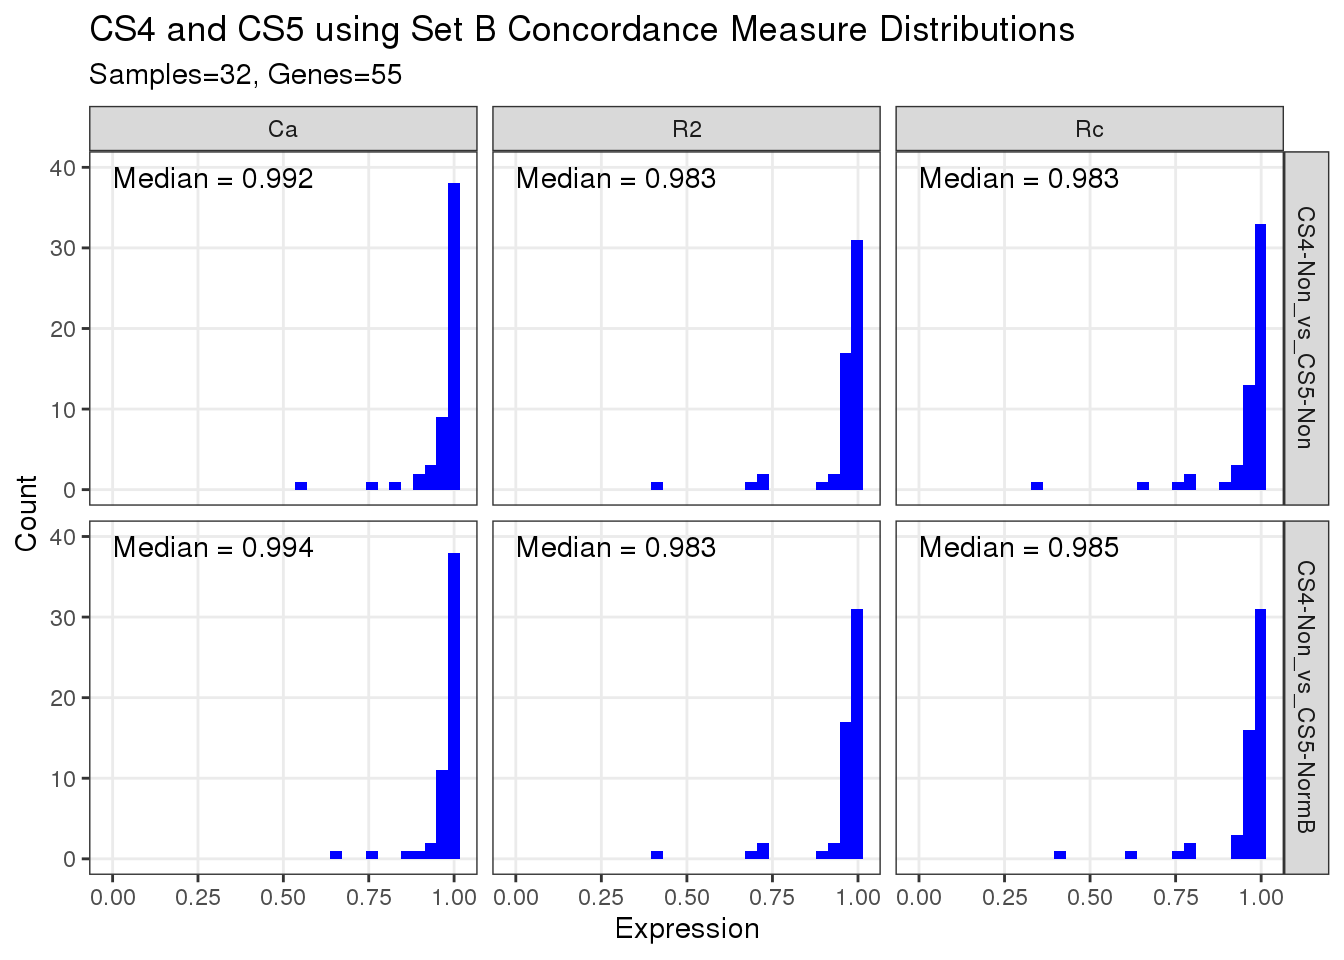 CS4 and CS5 using Set B Concordance Measure Distributions
Samples=32, Genes=55
Ca
R2
Rc
Median = 0.992
Median = 0.983
Median = 0.983
CS4-Non_vs_CS5-Non
40
30
20
10
0
Count
Median = 0.994
Median = 0.983
Median = 0.985
CS4-Non_vs_CS5-NormB
40
30
20
10
0
0.00 0.25 0.50 0.75 1.00
0.00 0.25 0.50 0.75 1.00
0.00 0.25 0.50 0.75 1.00
Expression